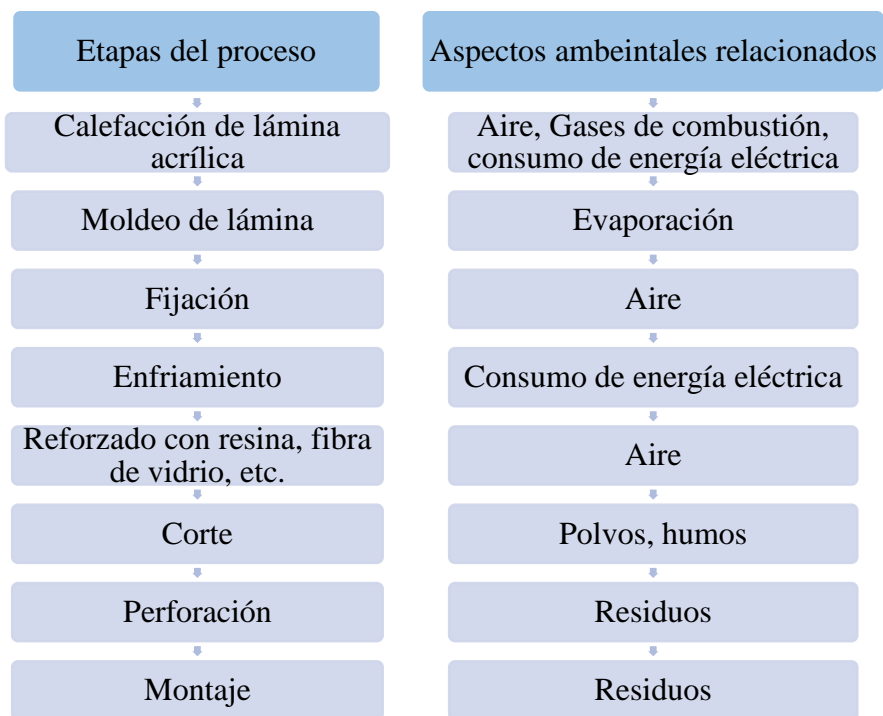 Etapas del proceso
Aspectos ambeintales relacionados
Calefacción de lámina
acrílica
Aire, Gases de combustión,
consumo de energía eléctrica
Moldeo de lámina
Evaporación
Fijación
Aire
Enfriamiento
Consumo de energía eléctrica
Reforzado con resina, fibra
de vidrio, etc.
Aire
Corte
Polvos, humos
Perforación
Residuos
Montaje
Residuos